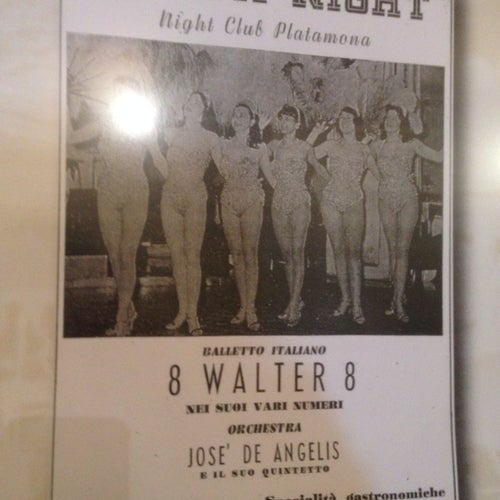 NIGHT
Night Club Platamona
BALLETTO ITALIANO
8 WALTER 8
NEI SUOI VARI NUMERI
ORCHESTRA
JOSE' DE ANGELIS
E IL SUO QUINTETTO
Specialità gastronomiche